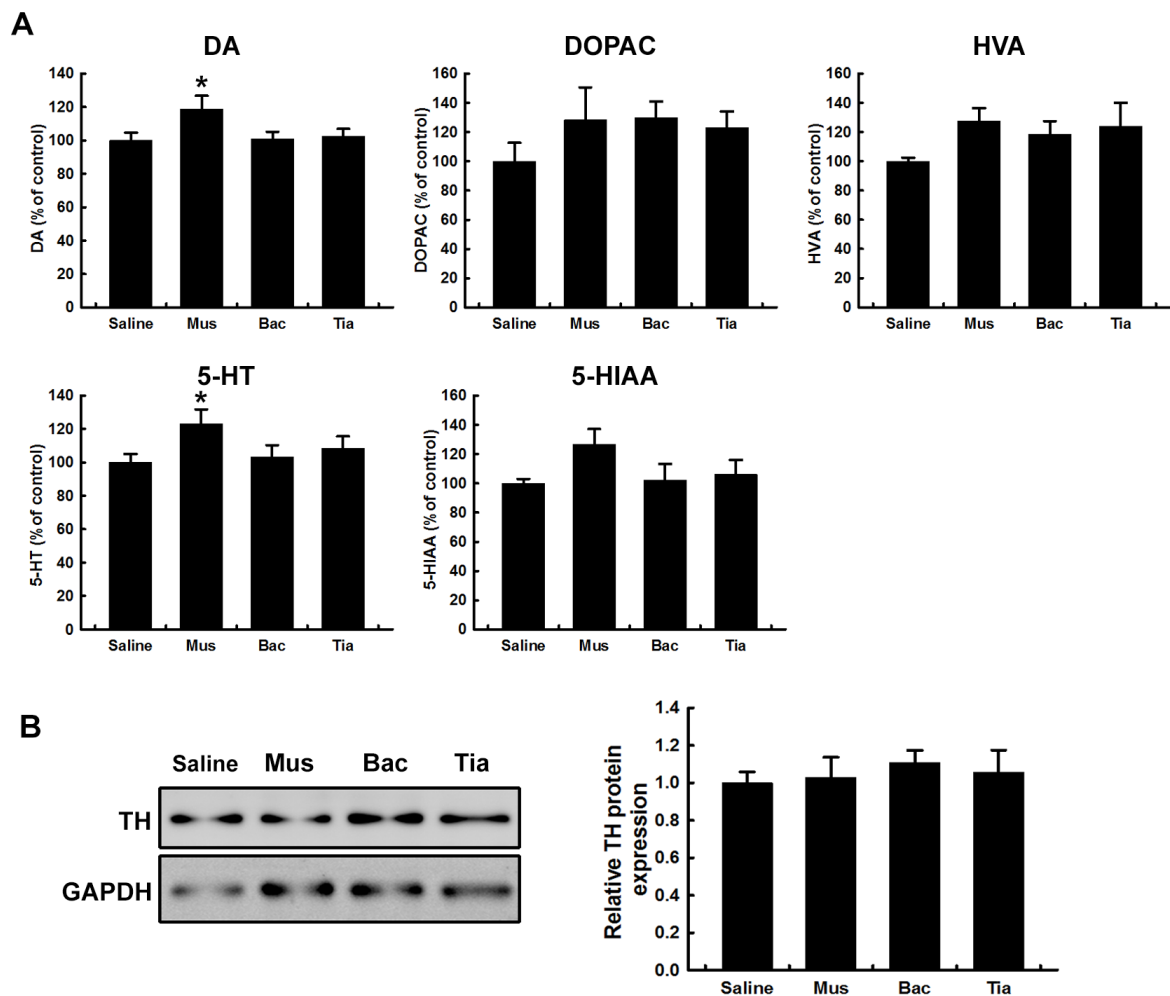 A
DA
DA (% of control)
140
120
100
80
60
40
20
0
*
Saline Mus Bac Tia
DOPAC
DOPAC (% of control)
160
140
120
100
80
60
40
20
0
Saline Mus Bac Tia
HVA
HVA (% of control)
160
140
120
100
80
60
40
20
0
Saline Mus Bac Tia
5-HT
5-HT (% of control)
140
120
100
80
60
40
20
0
*
Saline Mus Bac Tia
5-HIAA
5-HIAA (% of control)
160
140
120
100
80
60
40
20
0
Saline Mus Bac Tia
B
Saline Mus Bac Tia
TH
GAPDH
Relative TH protein
expression
1.4
1.2
1.0
0.8
0.6
0.4
0.2
0.0
Saline Mus Bac Tia